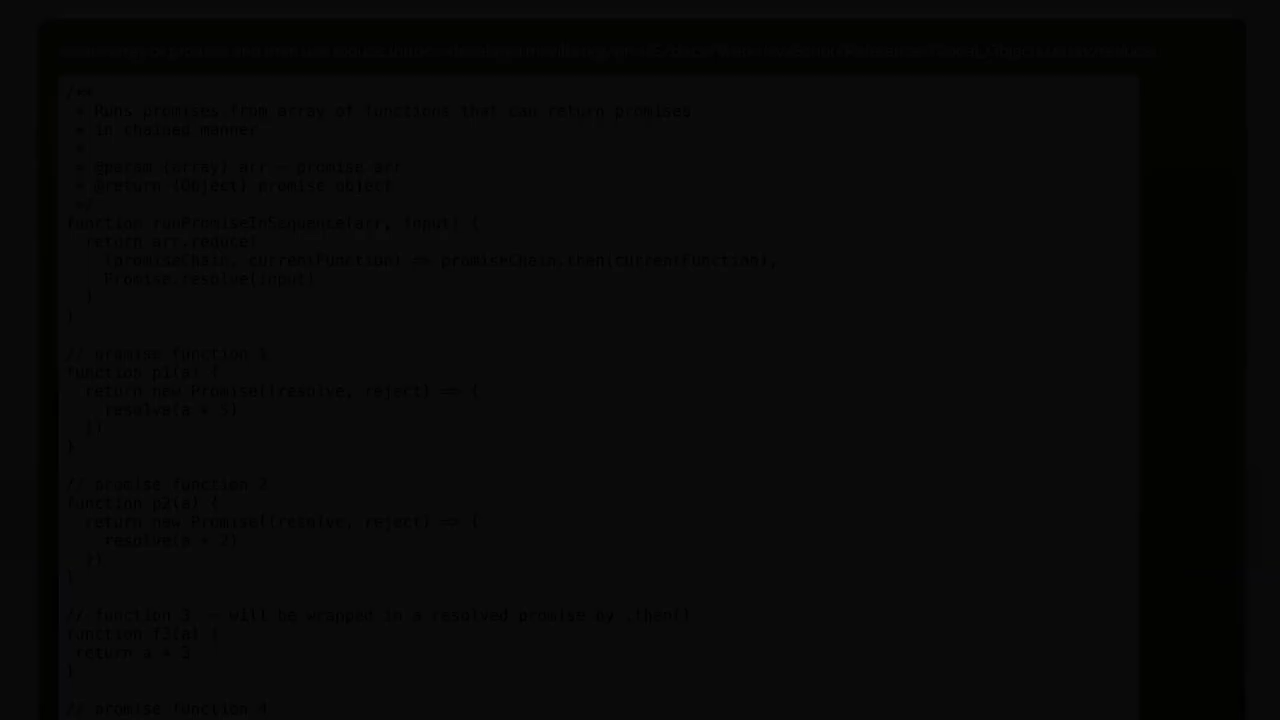 /**
 * Runs promises from array of functions that can return promises
 * in chained manner
 *
 * @param {array} arr - promise arr
 * @return {Object} promise object
 */
function runPromiseInSequence(arr, input) {
  return arr.reduce(
    (promiseChain, currentFunction) => promiseChain.then(currentFunction),
    Promise.resolve(input)
  )
}
// promise function 1
function p1(a) {
  return new Promise((resolve, reject) => {
    resolve(a * 5)
  })
}
// promise function 2
function p2(a) {
  return new Promise((resolve, reject) => {
    resolve(a * 2)
  })
}
// function 3 - will be wrapped in a resolved promise by .then()
function f3(a) {
 return a * 3
}
// promise function 4